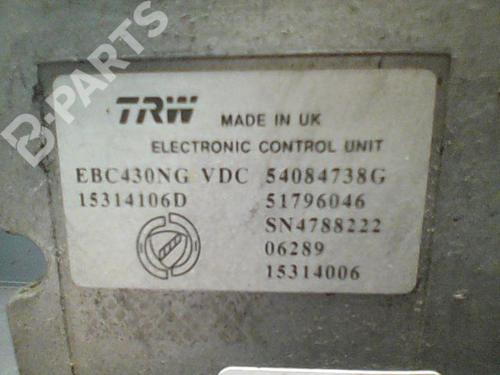 B-PARTS
TRW MADE IN UK
ELECTRONIC CONTROL UNIT
EBC430NG VDC 54084738G
15314106D 51796046
SN4788222
06289
15314006